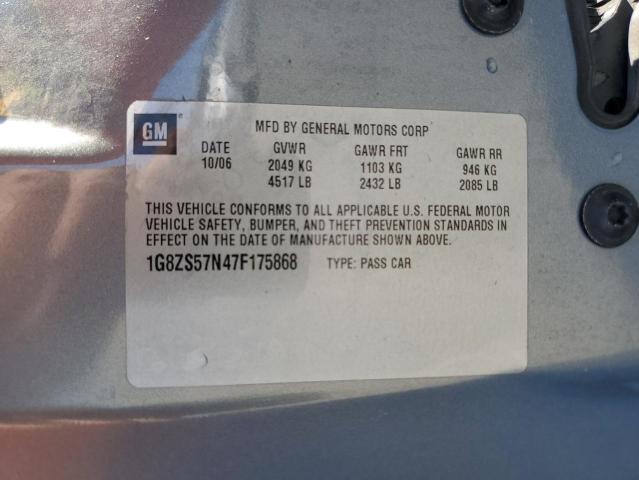 GM
MFD BY GENERAL MOTORS CORP
DATE GVWR GAWR FRT GAWR RR
10/06 2049 KG 1103 KG 946 KG
4517 LB 2432 LB 2085 LB
THIS VEHICLE CONFORMS TO ALL APPLICABLE U.S. FEDERAL MOTOR
VEHICLE SAFETY, BUMPER, AND THEFT PREVENTION STANDARDS IN
EFFECT ON THE DATE OF MANUFACTURE SHOWN ABOVE.
1G8ZS57N47F175868 TYPE: PASS CAR